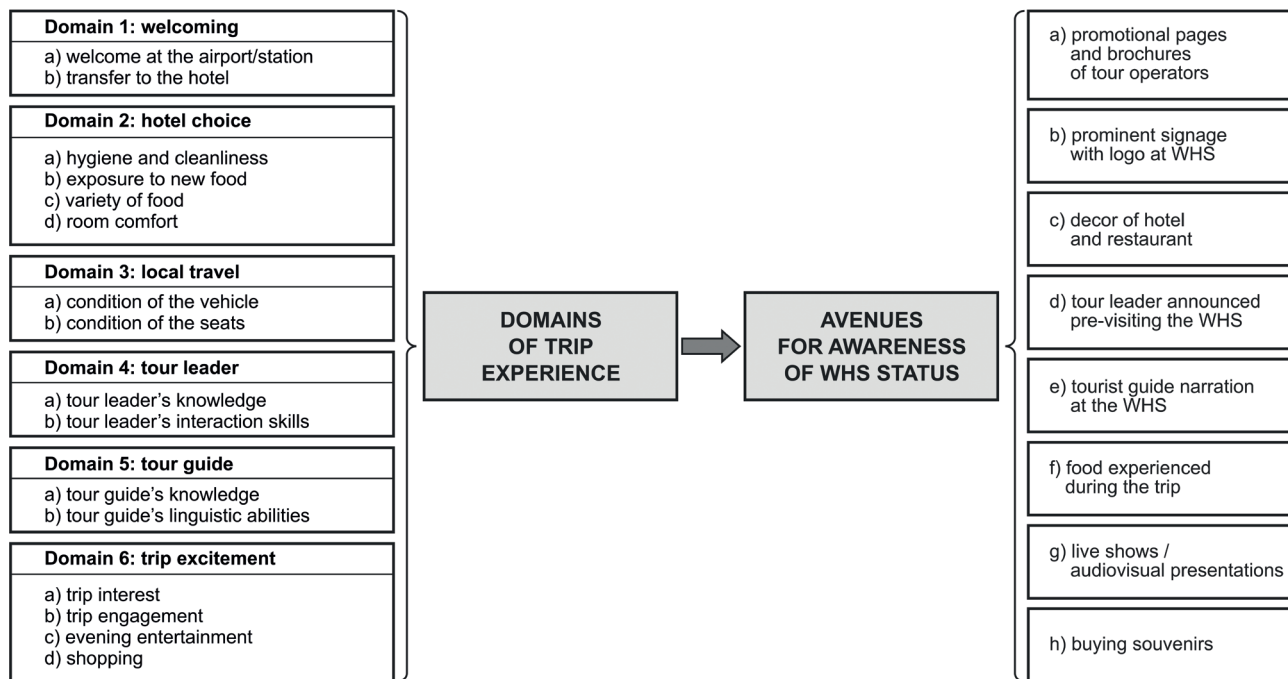 Domain 1: welcoming
a) welcome at the airport/station
b) transfer to the hotel
Domain 2: hotel choice
a) hygiene and cleanliness
b) exposure to new food
c) variety of food
d) room comfort
Domain 3: local travel
a) condition of the vehicle
b) condition of the seats
Domain 4: tour leader
a) tour leader’s knowledge
b) tour leader’s interaction skills
Domain 5: tour guide
a) tour guide’s knowledge
b) tour guide’s linguistic abilities
Domain 6: trip excitement
a) trip interest
b) trip engagement
c) evening entertainment
d) shopping
DOMAINS
OF TRIP
EXPERIENCE
AVENUES
FOR AWARENESS
OF WHS STATUS
a) promotional pages
and brochures
of tour operators
b) prominent signage
with logo at WHS
c) decor of hotel
and restaurant
d) tour leader announced
pre-visiting the WHS
e) tourist guide narration
at the WHS
f) food experienced
during the trip
g) live shows /
audiovisual presentations
h) buying souvenirs